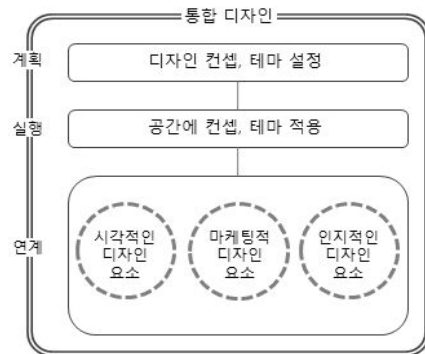 통합 디자인
계획
디자인 컨셉, 테마 설정
실행
공간에 컨셉, 테마 적용
연계
시각적인
디자인
요소
마케팅적
디자인
요소
인지적인
디자인
요소